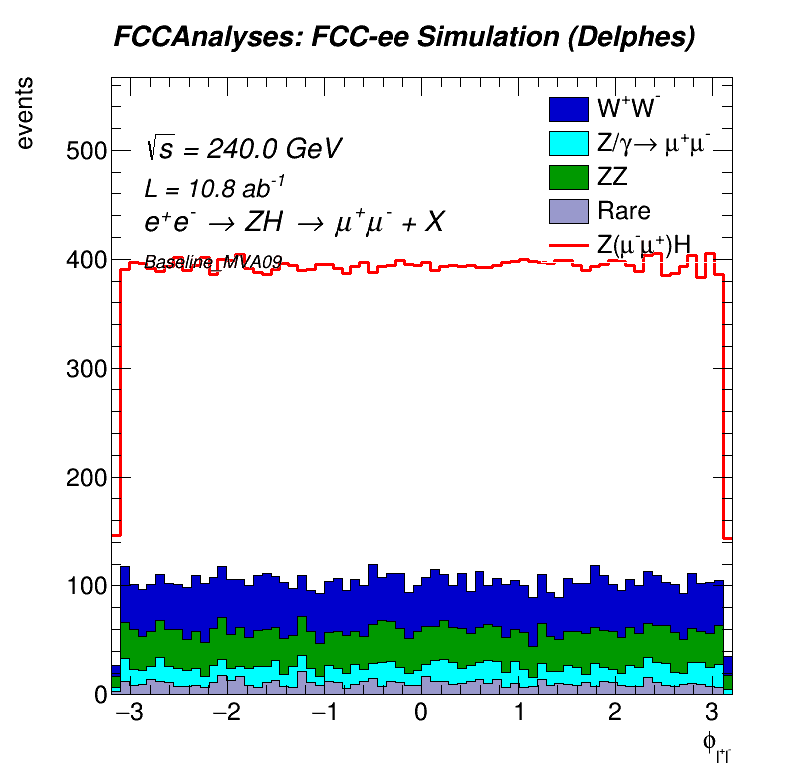 FCCAnalyses: FCC-ee Simulation (Delphes)
events
√s = 240.0 GeV
L = 10.8 ab⁻¹
e⁺e⁻ → ZH → μ⁺μ⁻ + X
Baseline_MVA09
W⁺W⁻
Z/γ→ μ⁺μ⁻
ZZ
Rare
Z(μ⁻μ⁺)H
500
400
300
200
100
0
−3 −2 −1 0 1 2 3
ϕ_l⁺l⁻